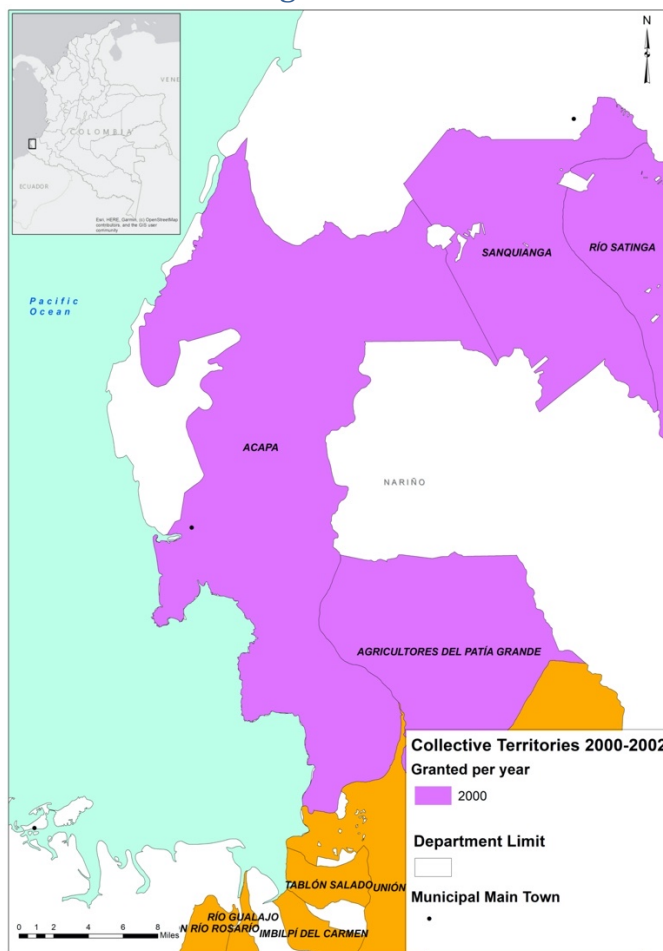 N
VENE
COLOMBIA
ECUADOR
Esri, HERE, Garmin, (c) OpenStreetMap
contributors, and the GIS user
community
SANQUIANGA
RÍO SATINGA
Pacific
Ocean
ACAPA
NARIÑO
AGRICULTORES DEL PATÍA GRANDE
Collective Territories 2000-2002
Granted per year
2000
Department Limit
Municipal Main Town
TABLÓN SALADO
UNIÓN
RÍO GUALAJO
N RÍO ROSARIO
IMBILPÍ DEL CARMEN
0 1 2 4 6 8
Miles